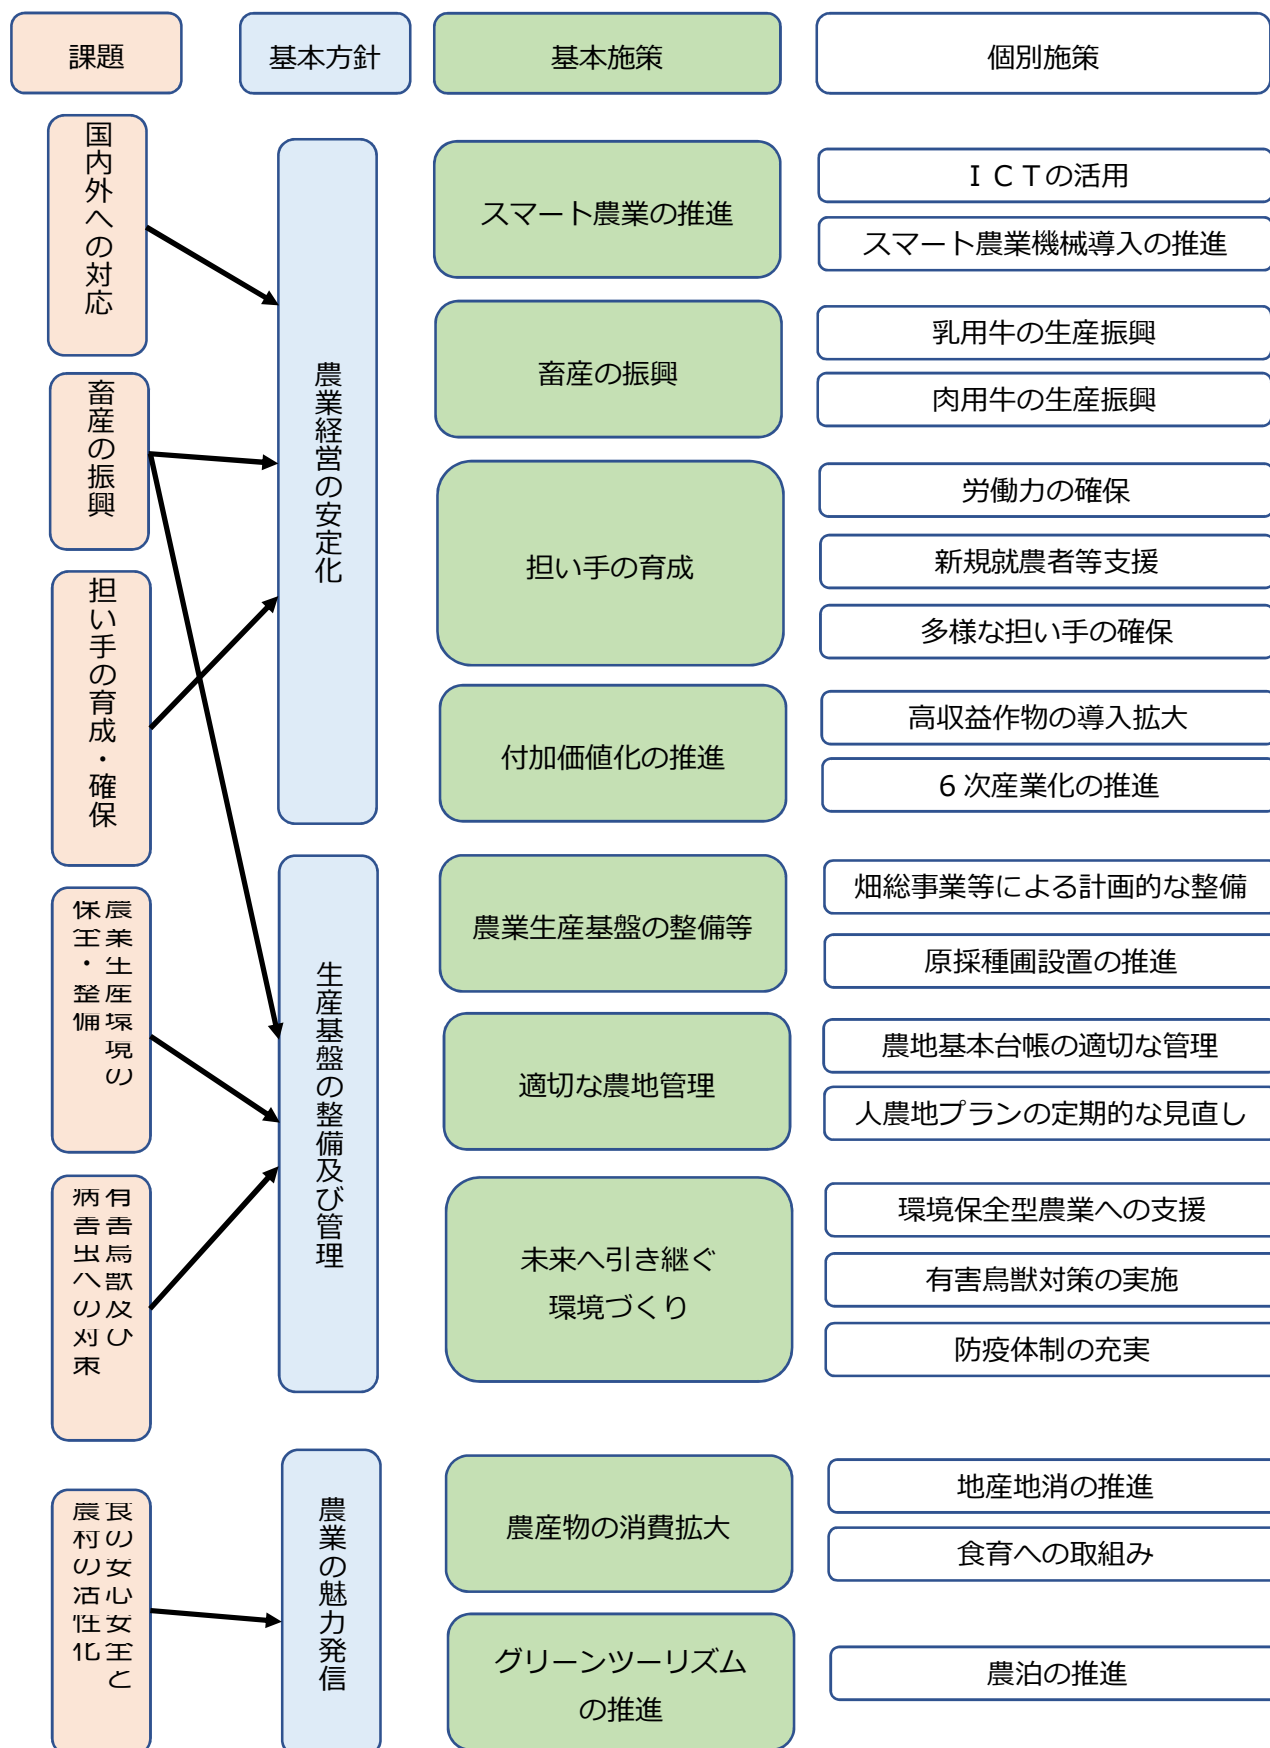 課題
基本方針
基本施策
個別施策
国内外への対応
畜産の振興
担い手の育成・確保
農業生産環境の
保全・整備
有害鳥獣及び
病害虫への対策
食の安心安全と
農村の活性化
農業経営の安定化
生産基盤の整備及び管理
農業の魅力発信
スマート農業の推進
ＩＣＴの活用
スマート農業機械導入の推進
畜産の振興
乳用牛の生産振興
肉用牛の生産振興
担い手の育成
労働力の確保
新規就農者等支援
多様な担い手の確保
付加価値化の推進
高収益作物の導入拡大
6次産業化の推進
農業生産基盤の整備等
畑総事業等による計画的な整備
原採種圃設置の推進
適切な農地管理
農地基本台帳の適切な管理
人農地プランの定期的な見直し
未来へ引き継ぐ
環境づくり
環境保全型農業への支援
有害鳥獣対策の実施
防疫体制の充実
農産物の消費拡大
地産地消の推進
食育への取組み
グリーンツーリズム
の推進
農泊の推進